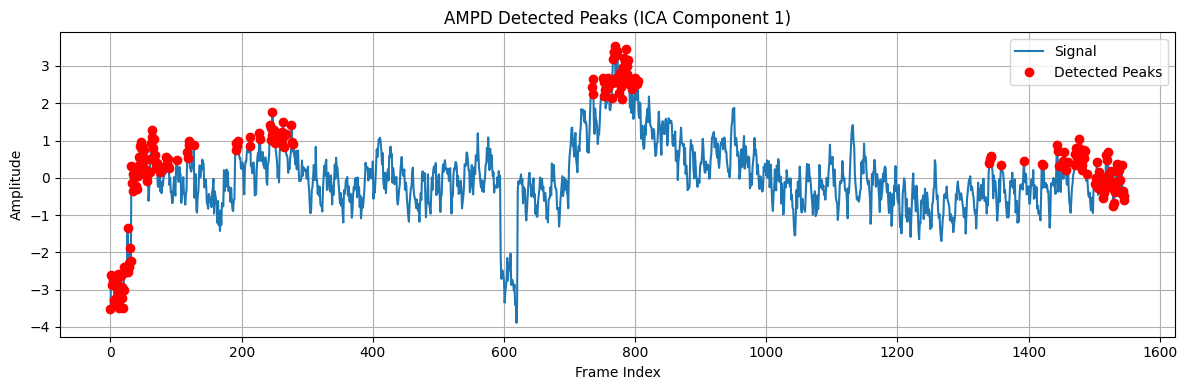 AMPD Detected Peaks (ICA Component 1)
Signal
Detected Peaks
Amplitude
3
2
1
0
−1
−2
−3
−4
0 200 400 600 800 1000 1200 1400 1600
Frame Index